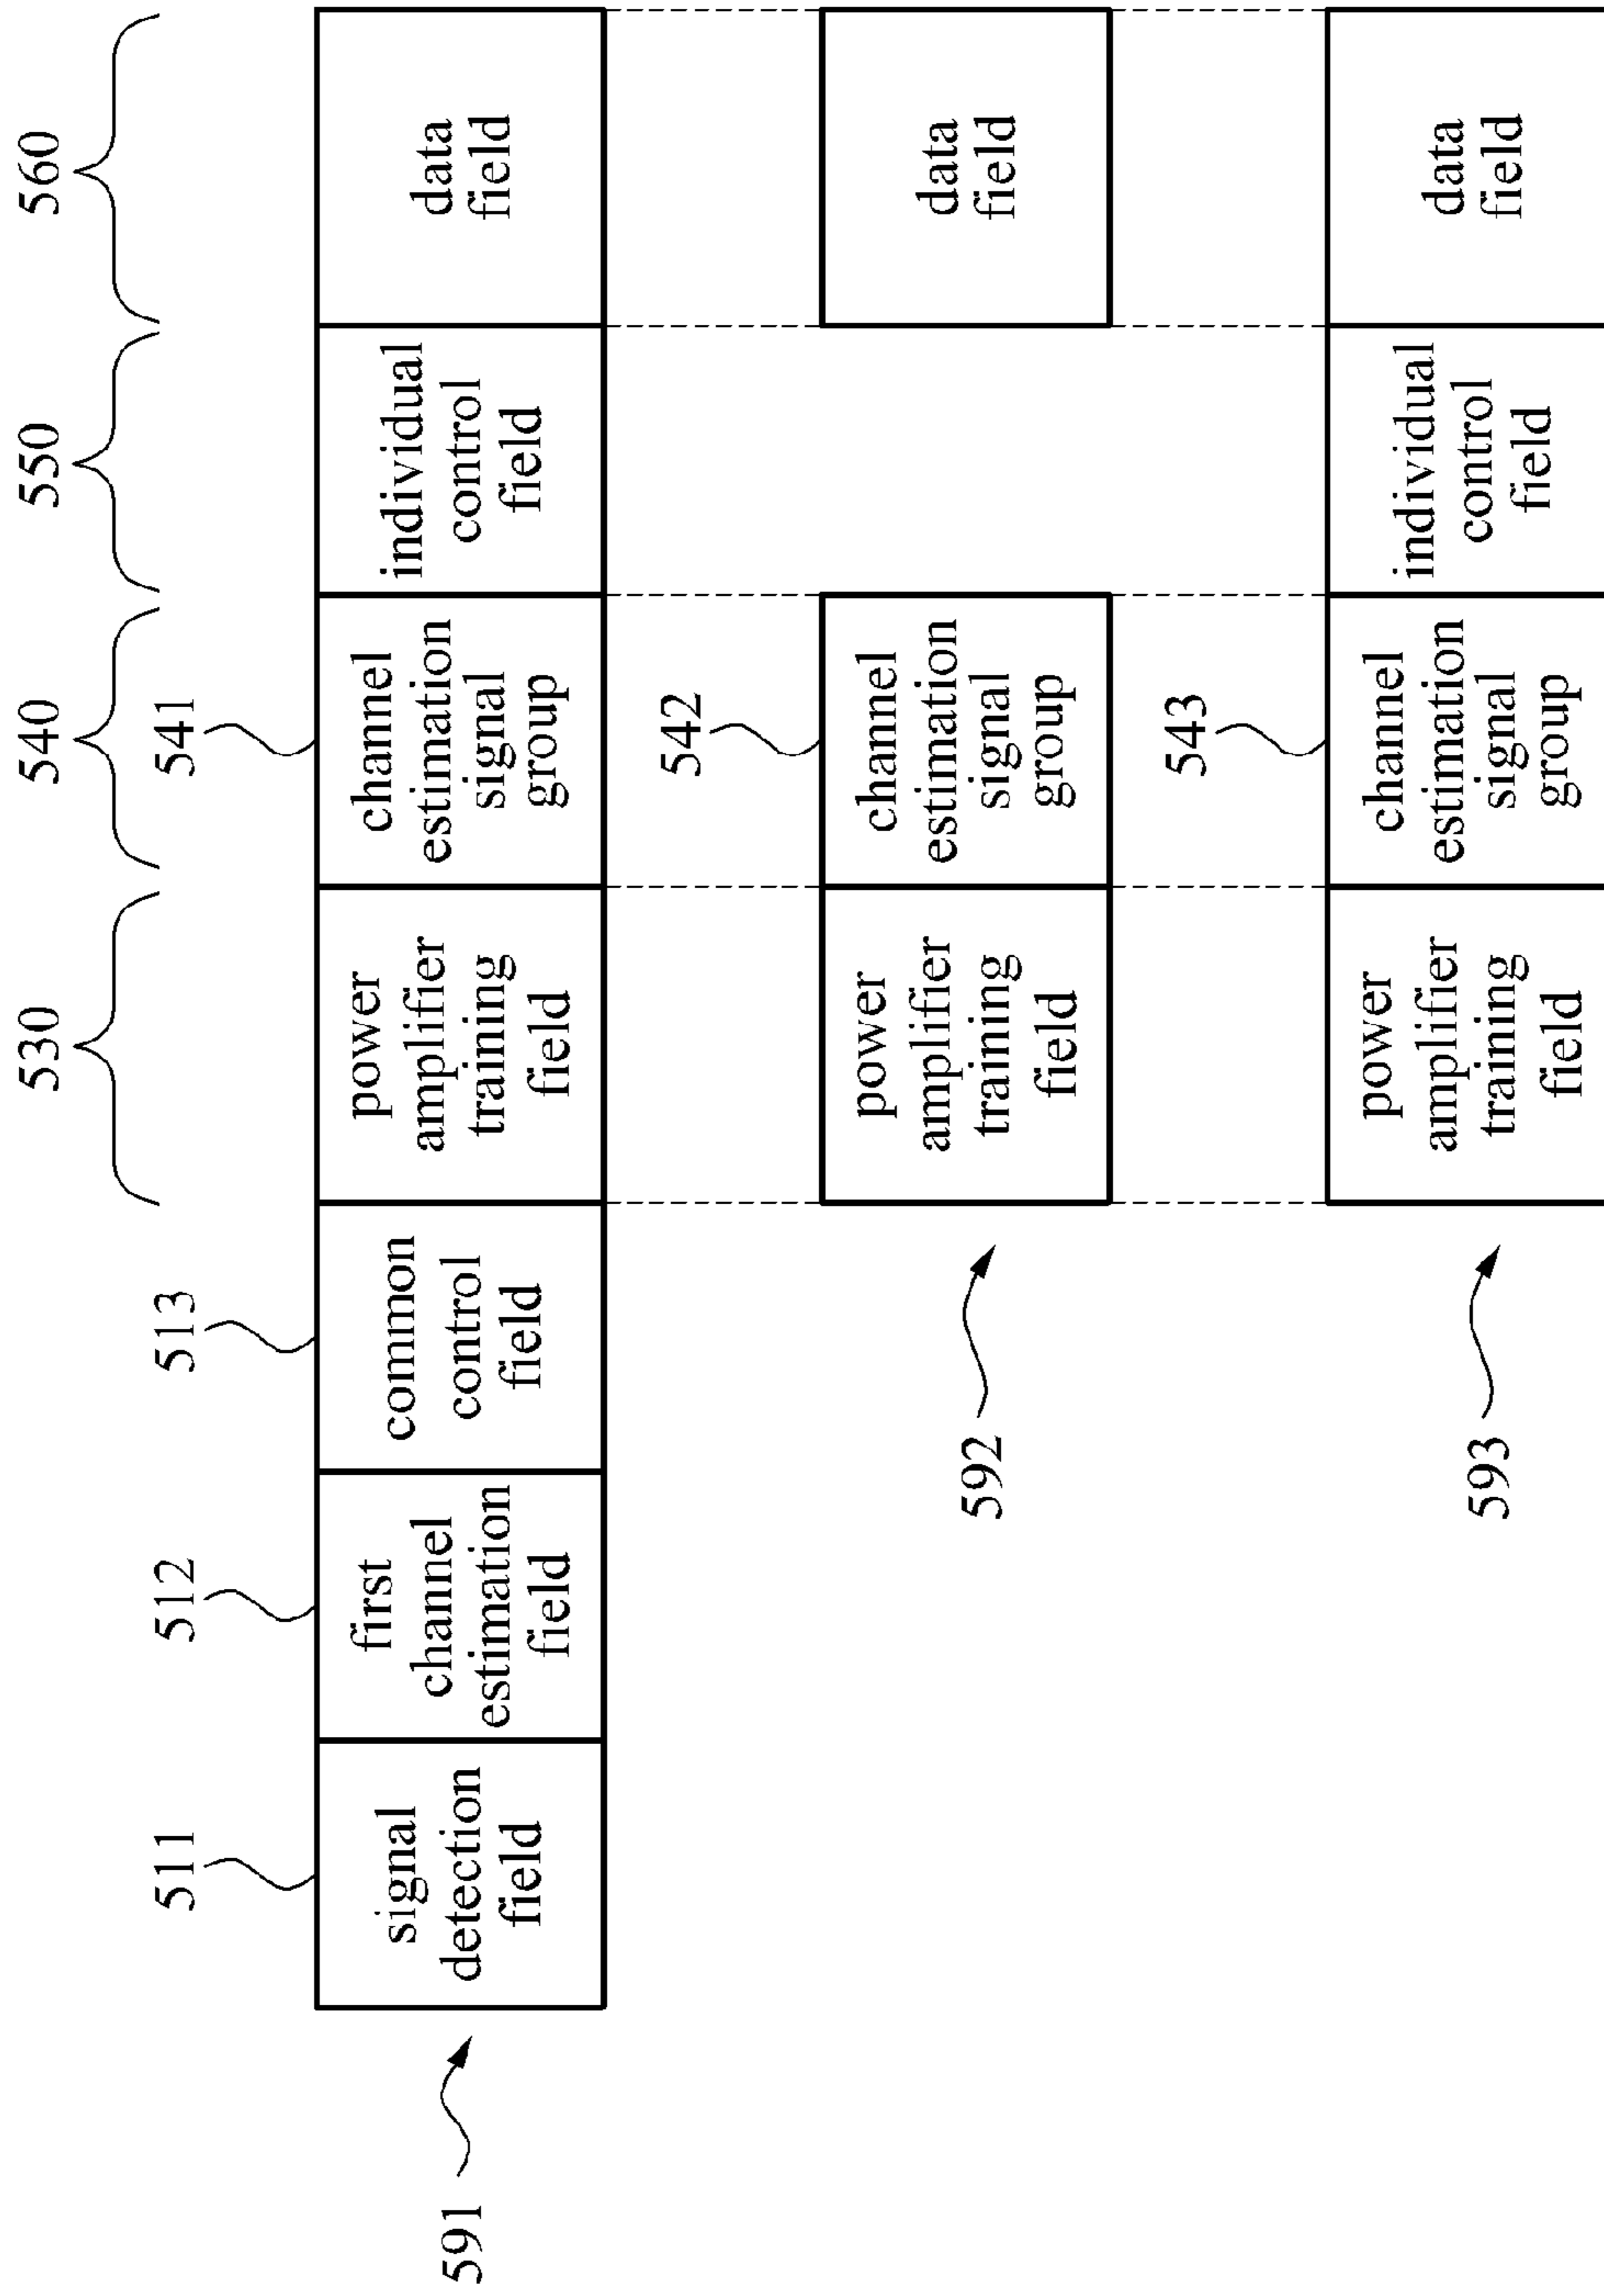 530
540
550
560
511
512
513
541
signal
detection
field
first
channel
estimation
field
common
control
field
power
amplifier
training
field
channel
estimation
signal
group
individual
control
field
data
field
591
542
power
amplifier
training
field
channel
estimation
signal
group
data
field
592
543
power
amplifier
training
field
channel
estimation
signal
group
individual
control
field
data
field
593